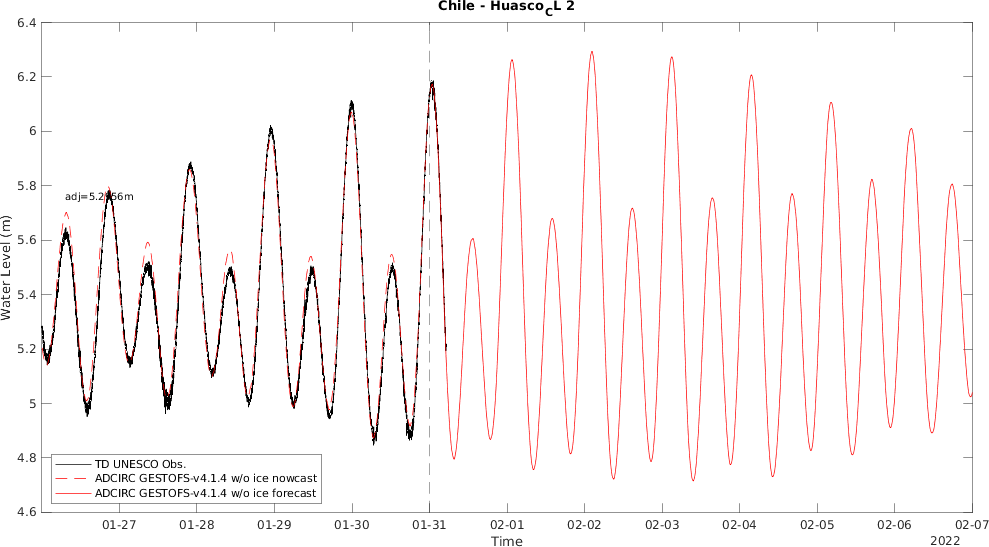 Chile - Huasco_CL 2
6.4
6.2
6
5.8
5.6
5.4
5.2
5
4.8
4.6
Water Level (m)
TD UNESCO Obs.
ADCIRC GESTOFS-v4.1.4 w/o ice nowcast
ADCIRC GESTOFS-v4.1.4 w/o ice forecast
01-27 01-28 01-29 01-30 01-31 02-01 02-02 02-03 02-04 02-05 02-06 02-07
Time
2022